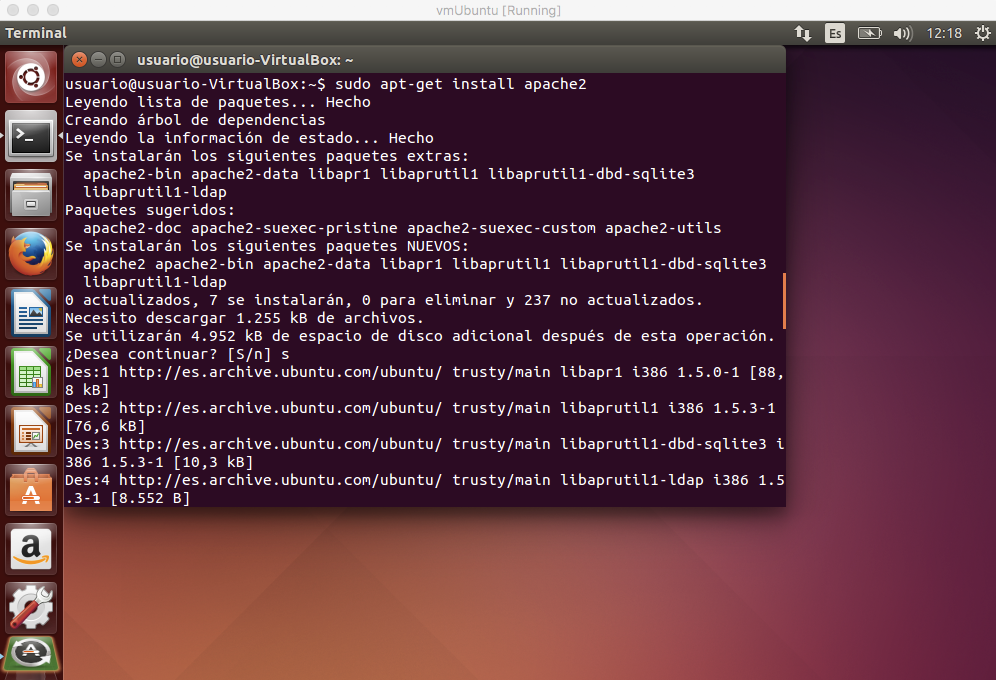 vmUbuntu [Running]
Terminal
Es
12:18
usuario@usuario-VirtualBox: ~
usuario@usuario-VirtualBox:~$ sudo apt-get install apache2
Leyendo lista de paquetes... Hecho
Creando árbol de dependencias
Leyendo la información de estado... Hecho
Se instalarán los siguientes paquetes extras:
apache2-bin apache2-data libapr1 libaprutil1 libaprutil1-dbd-sqlite3
libaprutil1-ldap
Paquetes sugeridos:
apache2-doc apache2-suexec-pristine apache2-suexec-custom apache2-utils
Se instalarán los siguientes paquetes NUEVOS:
apache2 apache2-bin apache2-data libapr1 libaprutil1 libaprutil1-dbd-sqlite3
libaprutil1-ldap
0 actualizados, 7 se instalarán, 0 para eliminar y 237 no actualizados.
Necesito descargar 1.255 kB de archivos.
Se utilizarán 4.952 kB de espacio de disco adicional después de esta operación.
¿Desea continuar? [S/n] s
Des:1 http://es.archive.ubuntu.com/ubuntu/ trusty/main libapr1 i386 1.5.0-1 [88,
8 kB]
Des:2 http://es.archive.ubuntu.com/ubuntu/ trusty/main libaprutil1 i386 1.5.3-1
[76,6 kB]
Des:3 http://es.archive.ubuntu.com/ubuntu/ trusty/main libaprutil1-dbd-sqlite3 i
386 1.5.3-1 [10,3 kB]
Des:4 http://es.archive.ubuntu.com/ubuntu/ trusty/main libaprutil1-ldap i386 1.5
.3-1 [8.552 B]